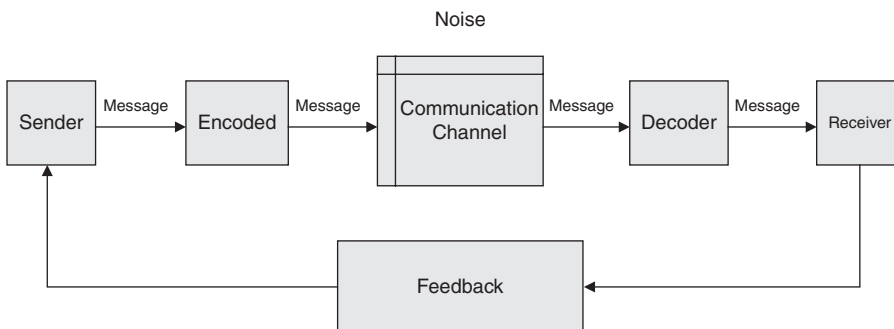 Noise
Sender
Message
Encoded
Message
Communication
Channel
Message
Decoder
Message
Receiver
Feedback